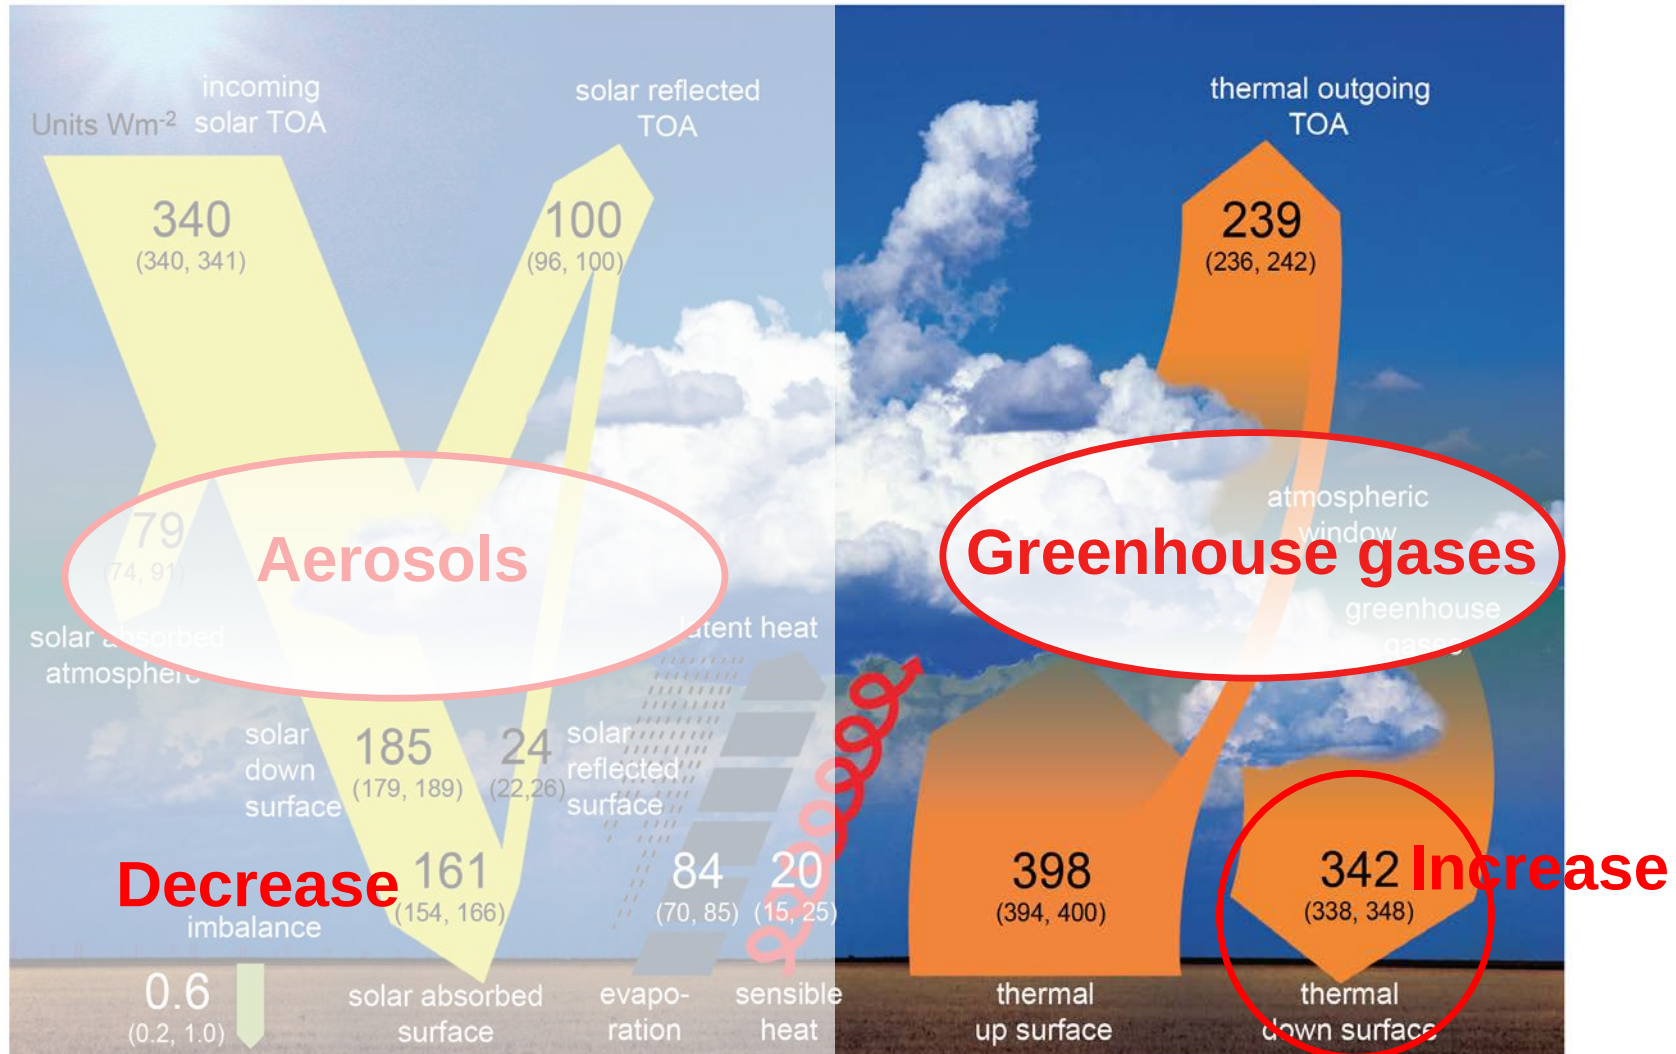 incoming
solar TOA
Units Wm-2
solar reflected
TOA
thermal outgoing
TOA
340
(340, 341)
100
(96, 100)
239
(236, 242)
79
(74, 91)
Aerosols
atmospheric
window
Greenhouse gases
greenhouse
gases
solar absorbed
atmosphere
latent heat
solar
down
surface
185
(179, 189)
24
(22,26)
solar
reflected
surface
Decrease
161
(154, 166)
84
(70, 85)
20
(15, 25)
398
(394, 400)
342
(338, 348)
Increase
imbalance
0.6
(0.2, 1.0)
solar absorbed
surface
evapo-
ration
sensible
heat
thermal
up surface
thermal
down surface